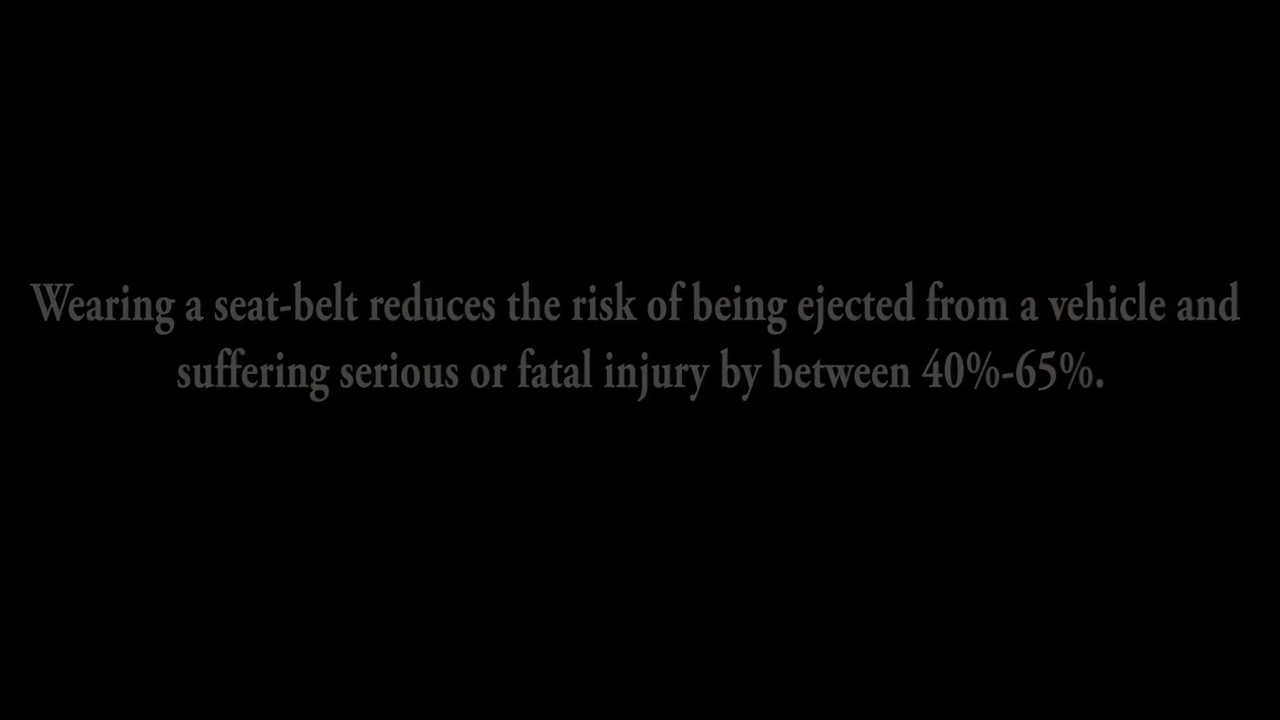 Wearing a seat-belt reduces the risk of being ejected from a vehicle and
suffering serious or fatal injury by between 40%-65%.